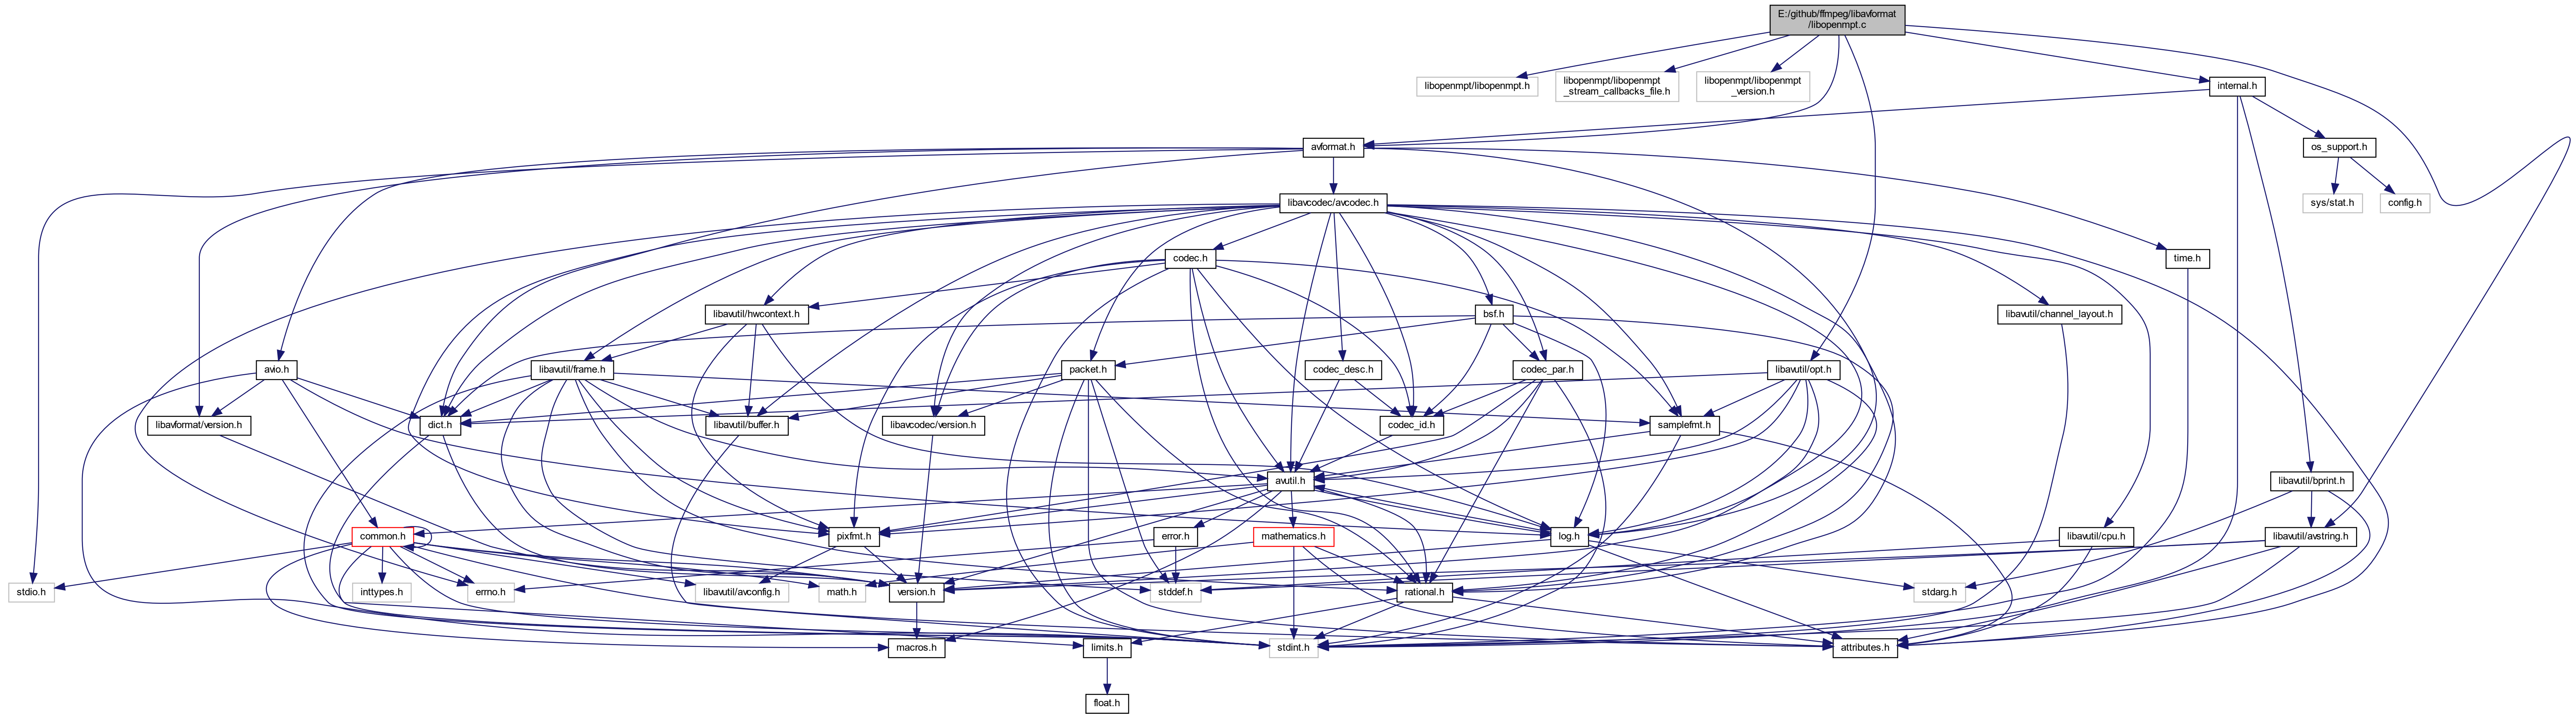 E:/github/ffmpeg/libavformat
/libopenmpt.c
libopenmpt/libopenmpt.h
libopenmpt/libopenmpt
_stream_callbacks_file.h
libopenmpt/libopenmpt
_version.h
internal.h
avformat.h
os_support.h
libavcodec/avcodec.h
sys/stat.h
config.h
codec.h
time.h
libavutil/hwcontext.h
bsf.h
libavutil/channel_layout.h
avio.h
libavutil/frame.h
packet.h
codec_desc.h
codec_par.h
libavutil/opt.h
libavformat/version.h
dict.h
libavutil/buffer.h
libavcodec/version.h
codec_id.h
samplefmt.h
avutil.h
libavutil/bprint.h
common.h
pixfmt.h
error.h
mathematics.h
log.h
libavutil/cpu.h
libavutil/avstring.h
stdio.h
inttypes.h
errno.h
libavutil/avconfig.h
math.h
version.h
stddef.h
rational.h
stdarg.h
macros.h
limits.h
stdint.h
attributes.h
float.h